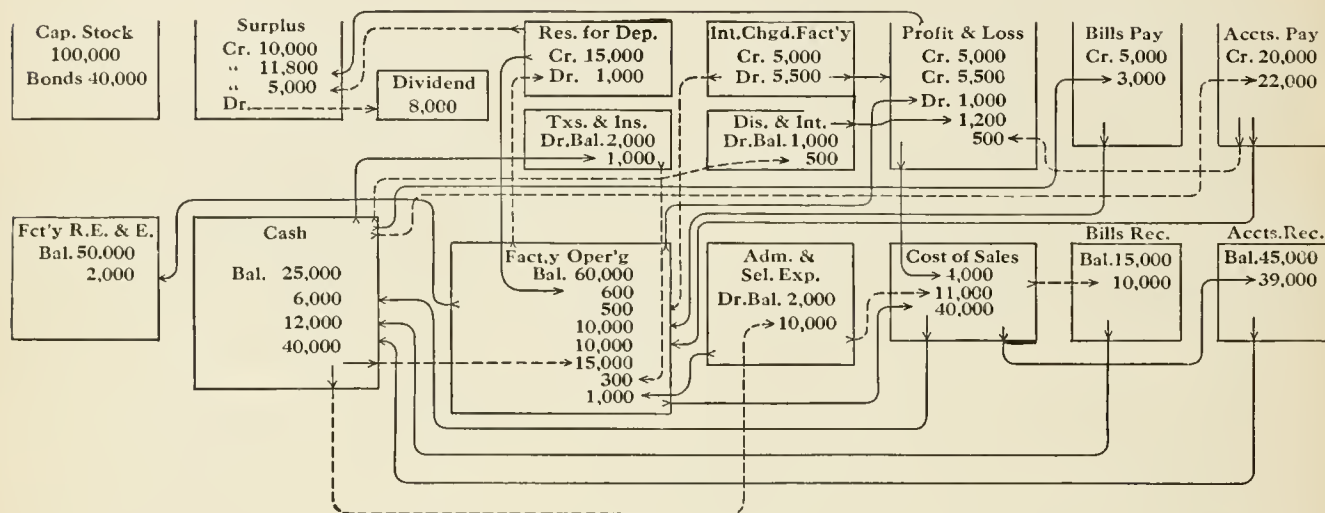 Cap. Stock
100,000
Bonds 40,000
Surplus
Cr. 10,000
" 11,800
" 5,000
Dr.
Dividend
8,000
Res. for Dep.
Cr. 15,000
Dr. 1,000
Int.Chgd.Fact'y
Cr. 5,000
Dr. 5,500
Profit & Loss
Cr. 5,000
Cr. 5,500
Dr. 1,000
1,200
500
Bills Pay
Cr. 5,000
3,000
Accts. Pay
Cr. 20,000
22,000
Txs. & Ins.
Dr.Bal. 2,000
1,000
Dis. & Int.
Dr.Bal. 1,000
500
Fct'y R.E. & E.
Bal. 50.000
2,000
Cash
Bal. 25,000
6,000
12,000
40,000
Fact,y Oper'g
Bal. 60,000
600
500
10,000
10,000
15,000
300
1,000
Adm. &
Sel. Exp.
Dr.Bal. 2,000
10,000
Cost of Sales
4,000
11,000
40,000
Bills Rec.
Bal.15,000
10,000
Accts.Rec.
Bal.45,000
39,000